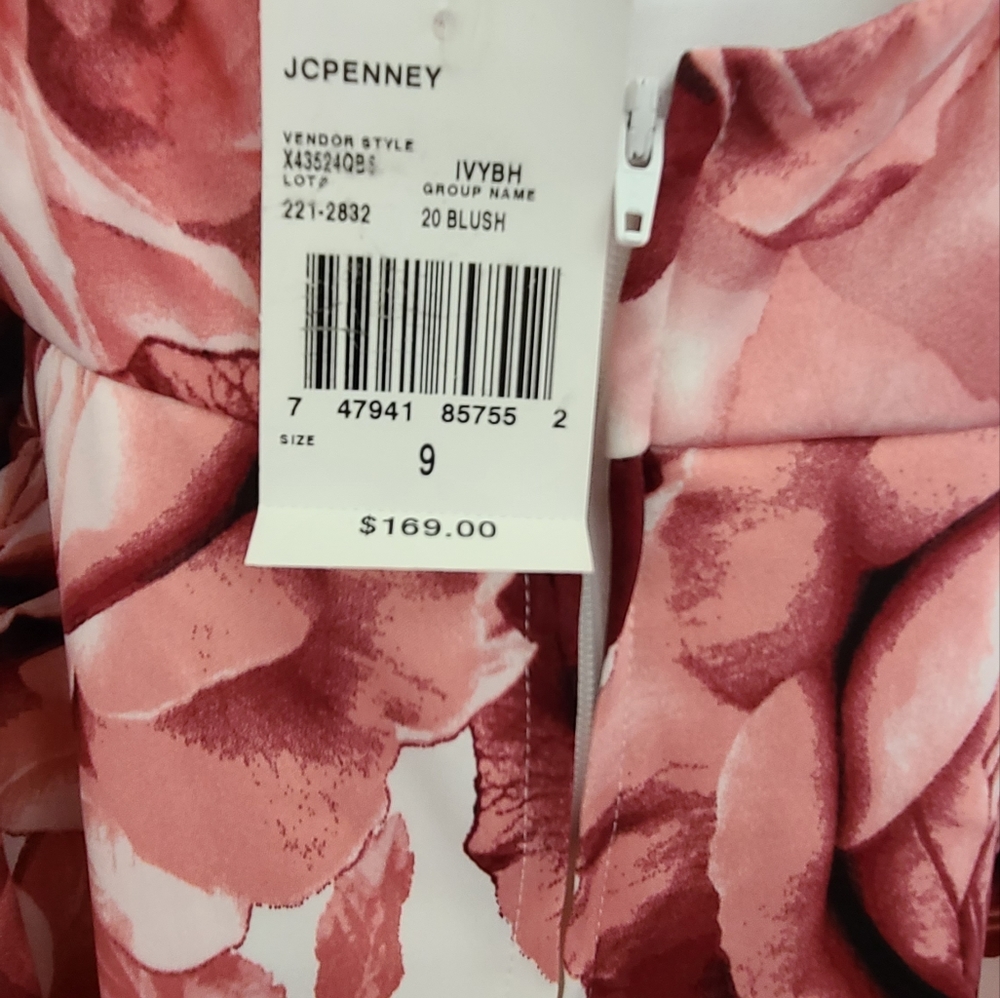 JCPENNEY
VENDOR STYLE
IVYBH
LOT#
GROUP NAME
221-2832 20 BLUSH
7 47941 85755 2
SIZE
9
$169.00